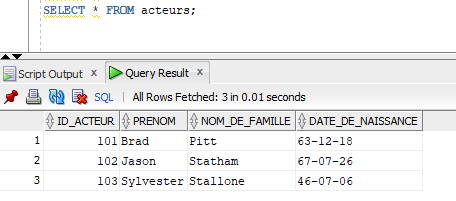 SELECT * FROM acteurs;
Script Output x Query Result x
SQL | All Rows Fetched: 3 in 0.01 seconds
ID_ACTEUR PRENOM NOM_DE_FAMILLE DATE_DE_NAISSANCE
1 101 Brad Pitt 63-12-18
2 102 Jason Statham 67-07-26
3 103 Sylvester Stallone 46-07-06